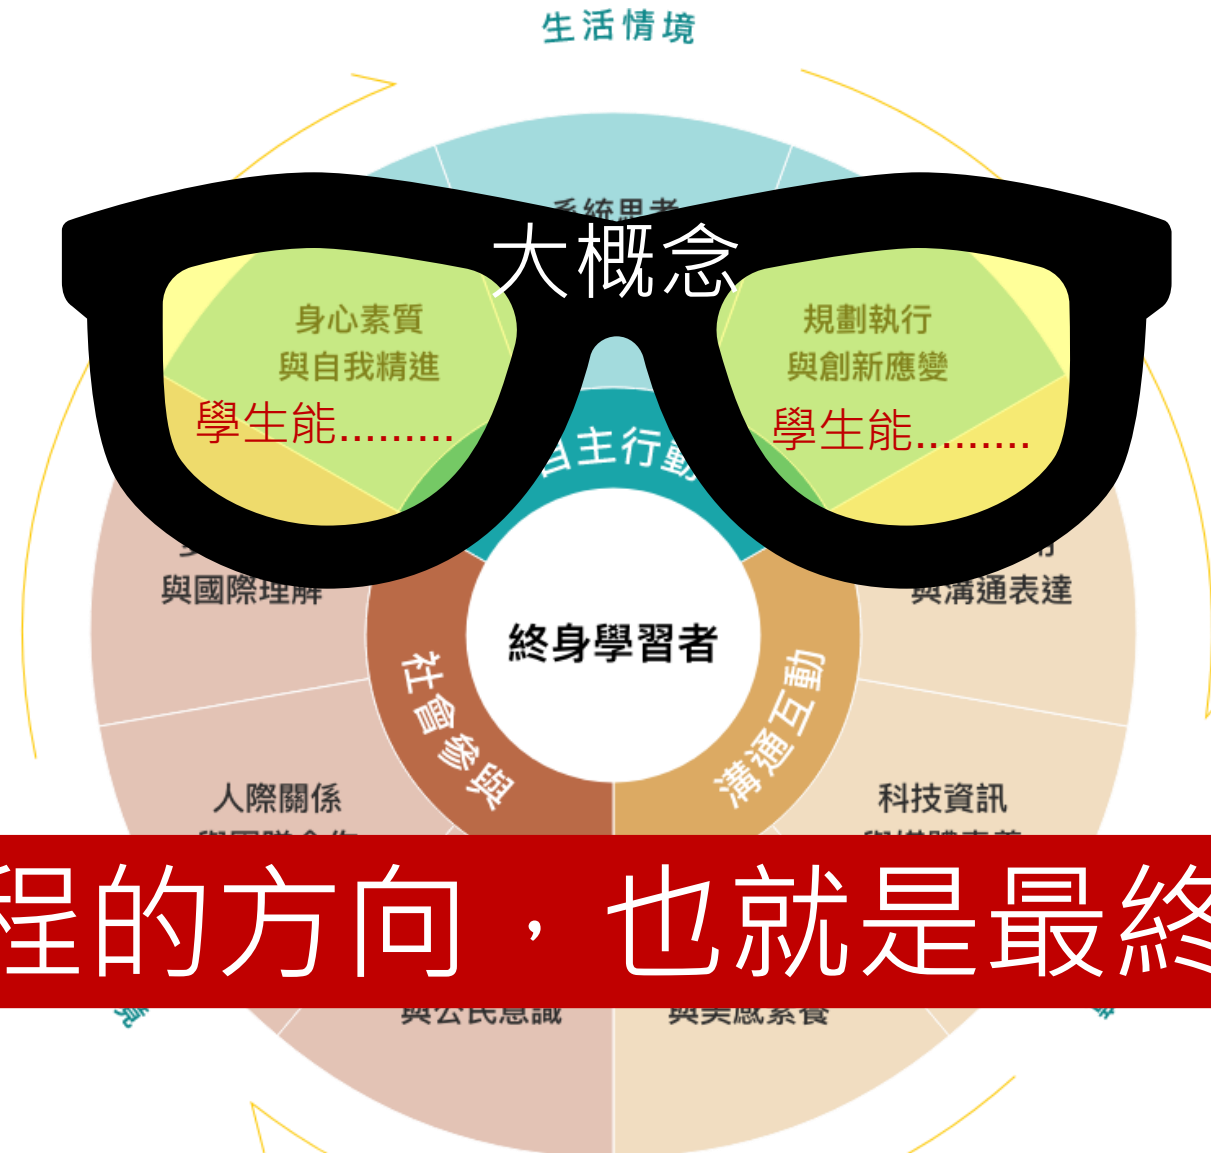 生活情境
系統思考
大概念
身心素質
與自我精進
學生能.........
規劃執行
與創新應變
學生能.........
自主行動
與國際理解
與溝通表達
終身學習者
社會參與
溝通互動
人際關係
科技資訊
程的方向，也就是最終
與公民意識
與美感素養